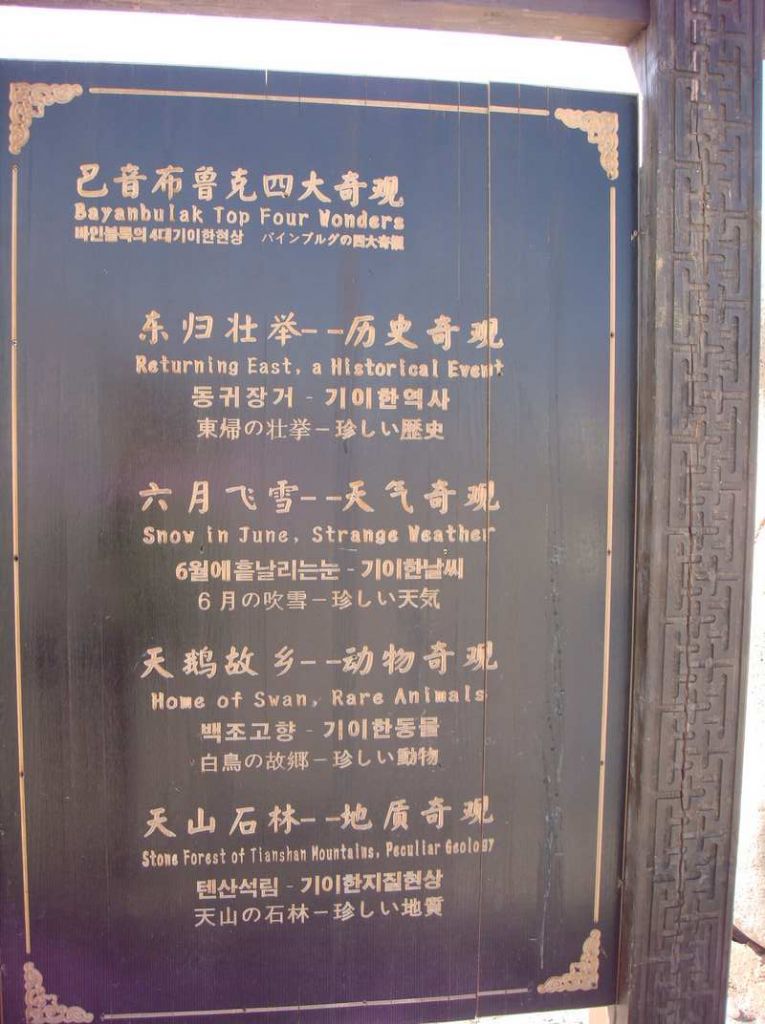 巴音布鲁克四大奇观
Bayanbulak Top Four Wonders
바인블룩의4대기이한현상 バインブルグの四大奇観
东归壮举--历史奇观
Returning East, a Historical Event
동귀장거 - 기이한역사
東帰の壮挙－珍しい歴史
六月飞雪--天气奇观
Snow in June, Strange Weather
6월에흩날리는눈 - 기이한날씨
６月の吹雪－珍しい天気
天鹅故乡--动物奇观
Home of Swan, Rare Animals
백조고향 - 기이한동물
白鳥の故郷－珍しい動物
天山石林--地质奇观
Stone Forest of Tianshan Mountains, Peculiar Geology
텐산석림 - 기이한지질현상
天山の石林－珍しい地質